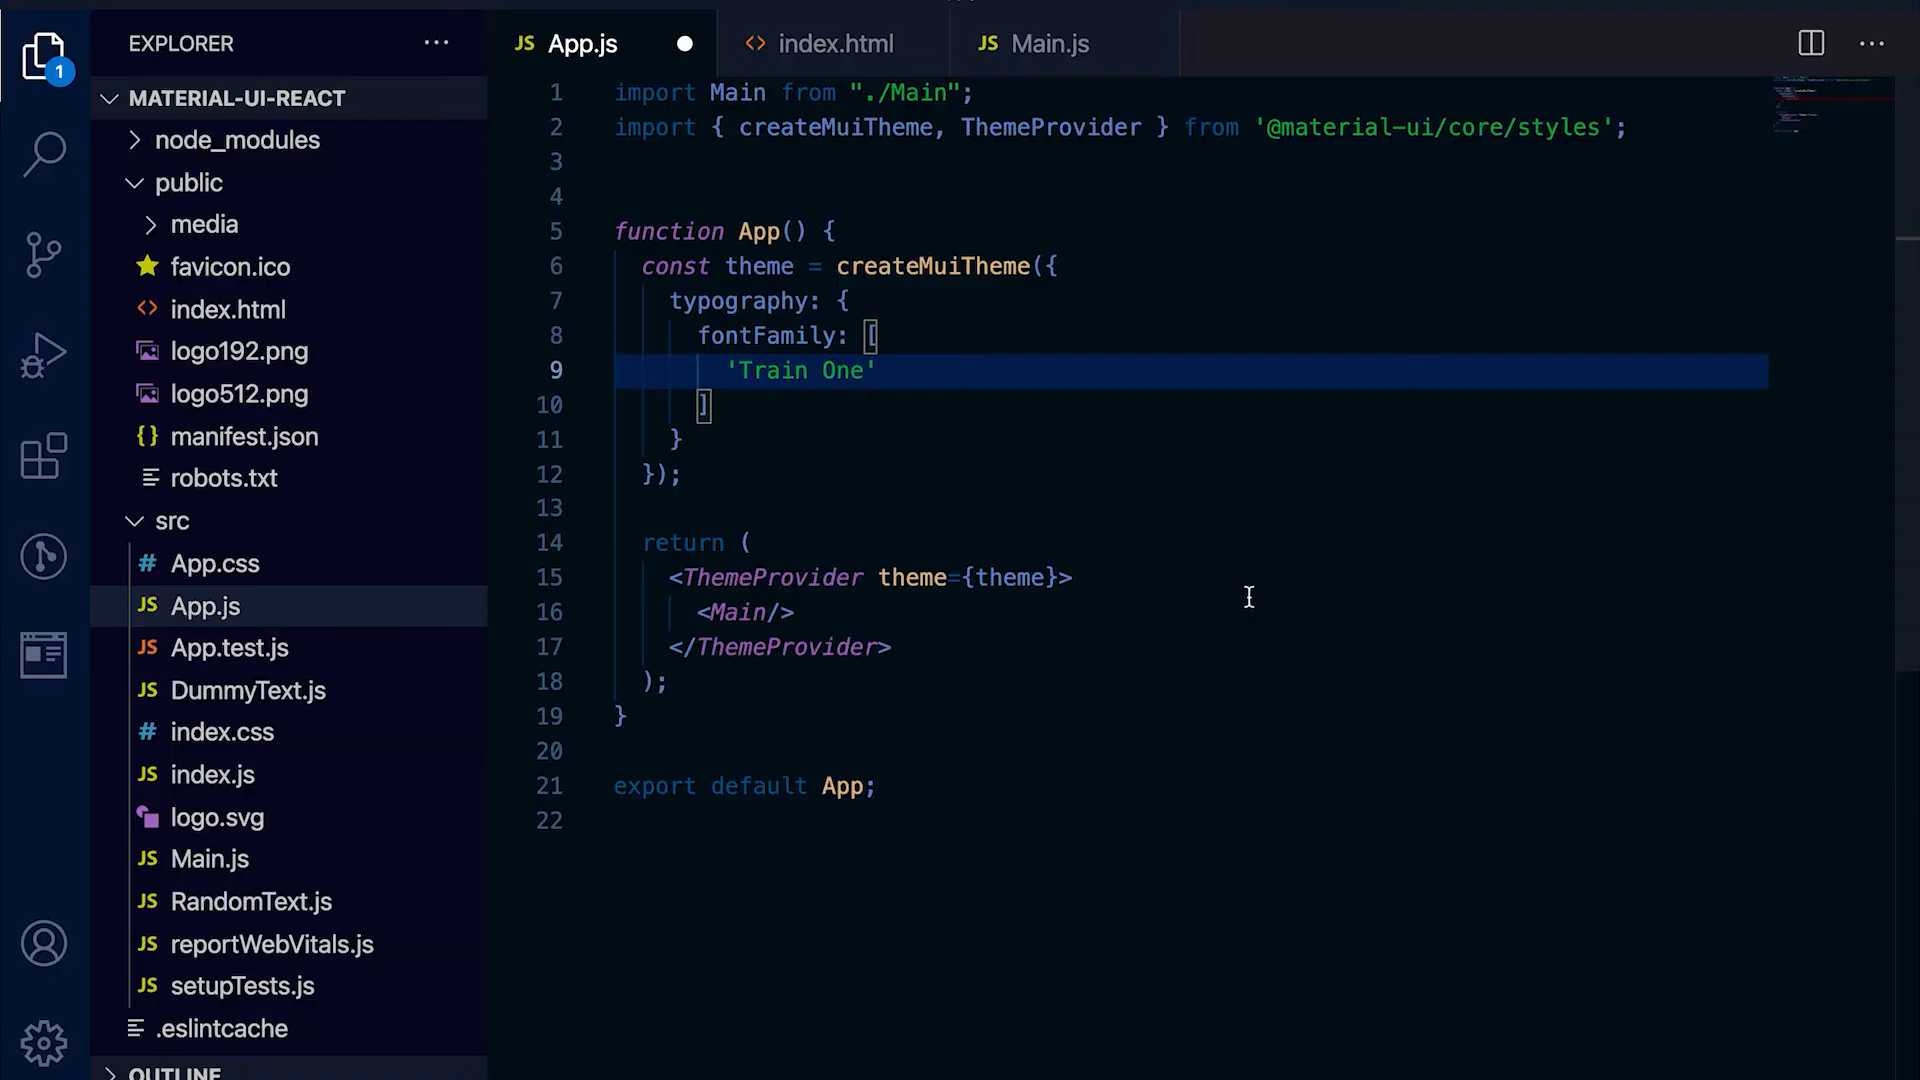 EXPLORER
MATERIAL-UI-REACT
node_modules
public
media
favicon.ico
index.html
logo192.png
logo512.png
manifest.json
robots.txt
src
App.css
App.js
App.test.js
DummyText.js
index.css
index.js
logo.svg
Main.js
RandomText.js
reportWebVitals.js
setupTests.js
.eslintcache
OUTLINE
1
JS App.js
<> index.html
JS Main.js
1 import Main from "./Main";
2 import { createMuiTheme, ThemeProvider } from '@material-ui/core/styles';
3
4
5 function App() {
6 const theme = createMuiTheme({
7 typography: {
8 fontFamily: [
9 'Train One'
10 ]
11 }
12 });
13
14 return (
15 <ThemeProvider theme={theme}>
16 <Main/>
17 </ThemeProvider>
18 );
19 }
20
21 export default App;
22